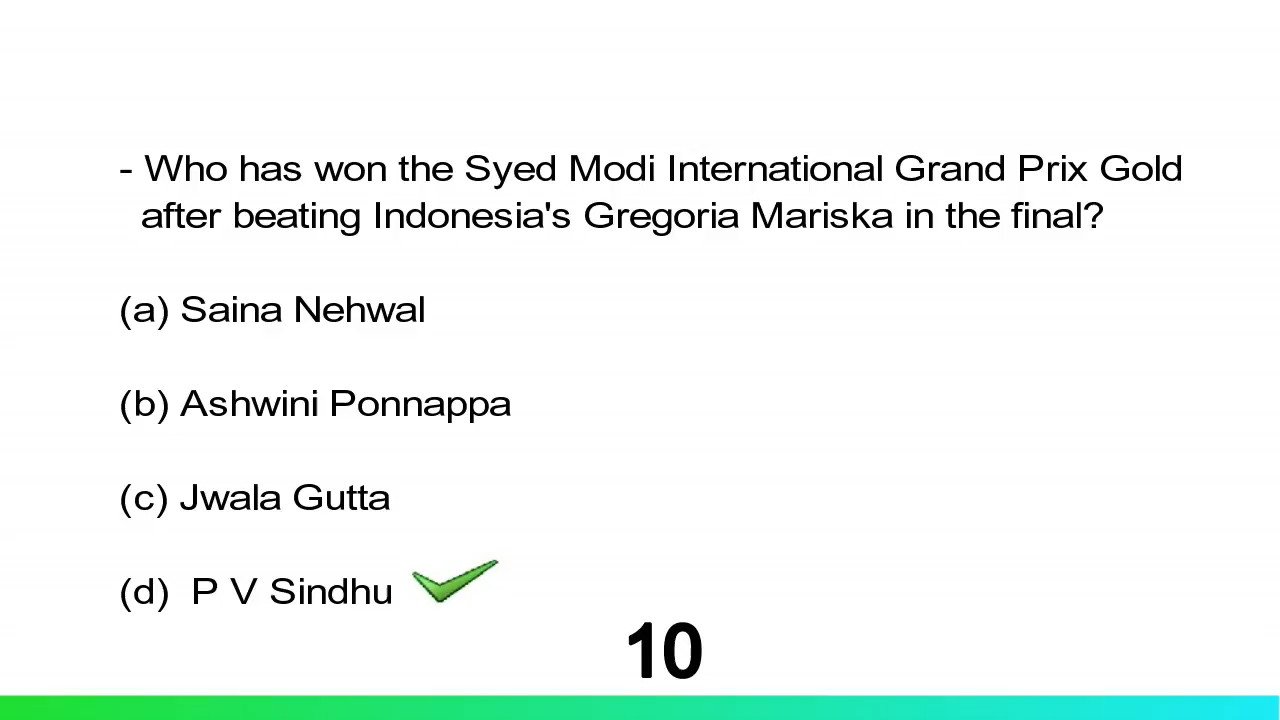 - Who has won the Syed Modi International Grand Prix Gold
after beating Indonesia's Gregoria Mariska in the final?
(a) Saina Nehwal
(b) Ashwini Ponnappa
(c) Jwala Gutta
(d) P V Sindhu
10